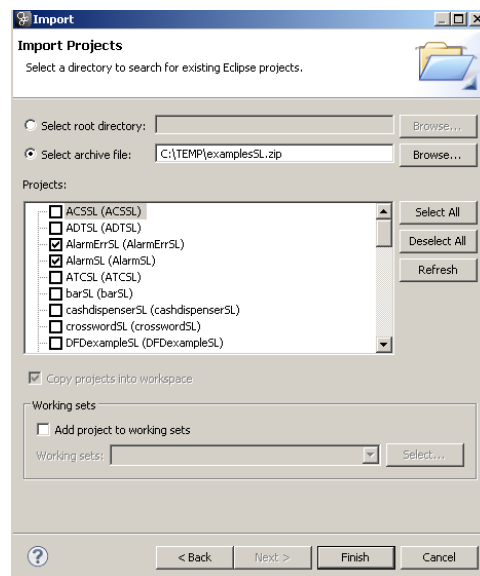 Import
Import Projects
Select a directory to search for existing Eclipse projects.
Select root directory:
Browse...
Select archive file:
C:\TEMP\examplesSL.zip
Browse...
Projects:
ACSSL (ACSSL)
ADTSL (ADTSL)
AlarmErrSL (AlarmErrSL)
AlarmSL (AlarmSL)
ATCSL (ATCSL)
barSL (barSL)
cashdispenserSL (cashdispenserSL)
crosswordSL (crosswordSL)
DFDexampleSL (DFDexampleSL)
Select All
Deselect All
Refresh
Copy projects into workspace
Working sets
Add project to working sets
Working sets:
Select...
?
< Back
Next >
Finish
Cancel